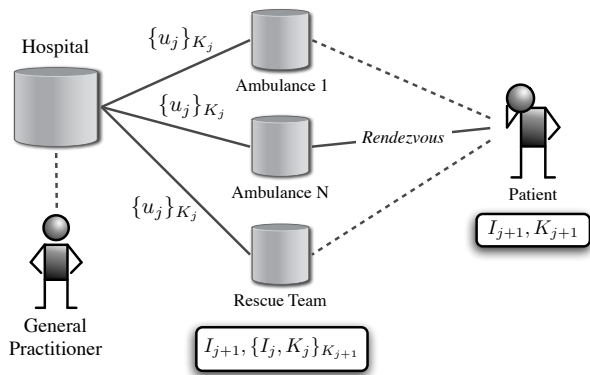 Hospital
{u_j}_{K_j}
Ambulance 1
{u_j}_{K_j}
Rendezvous
Ambulance N
Patient
{u_j}_{K_j}
I_{j+1}, K_{j+1}
Rescue Team
General
Practitioner
I_{j+1}, {I_j, K_j}_{K_{j+1}}